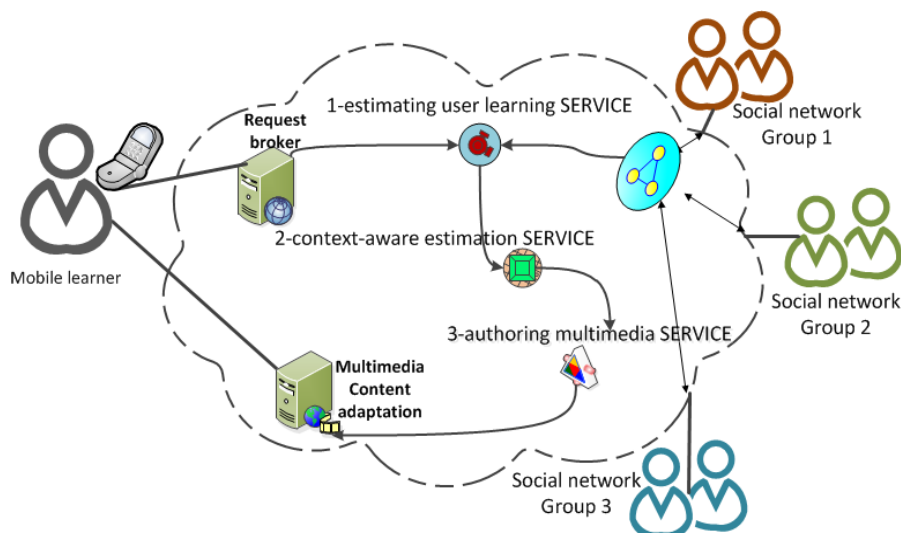 1-estimating user learning SERVICE
Request
broker
Social network
Group 1
Mobile learner
2-context-aware estimation SERVICE
Social network
Group 2
3-authoring multimedia SERVICE
Multimedia
Content
adaptation
Social network
Group 3